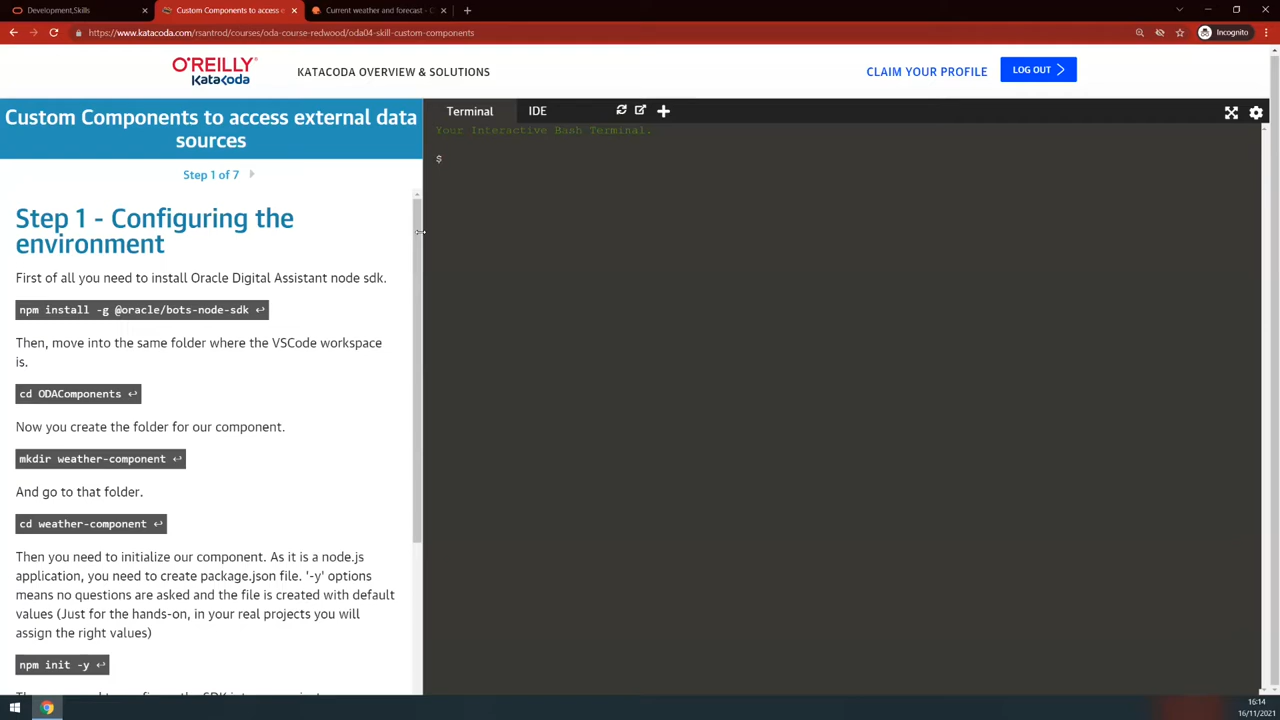 Development,Skills
Custom Components to access e
Current weather and forecast - O
https://www.katacoda.com/rsantrod/courses/oda-course-redwood/oda04-skill-custom-components
Incognito
O'REILLY
Katacoda
KATACODA OVERVIEW & SOLUTIONS
CLAIM YOUR PROFILE
LOG OUT
Custom Components to access external data
sources
Step 1 of 7
Step 1 - Configuring the
environment
First of all you need to install Oracle Digital Assistant node sdk.
npm install -g @oracle/bots-node-sdk
Then, move into the same folder where the VSCode workspace
is.
cd ODAComponents
Now you create the folder for our component.
mkdir weather-component
And go to that folder.
cd weather-component
Then you need to initialize our component. As it is a node.js
application, you need to create package.json file. '-y' options
means no questions are asked and the file is created with default
values (Just for the hands-on, in your real projects you will
assign the right values)
npm init -y
Terminal
IDE
Your Interactive Bash Terminal.
$
16:14
16/11/2021